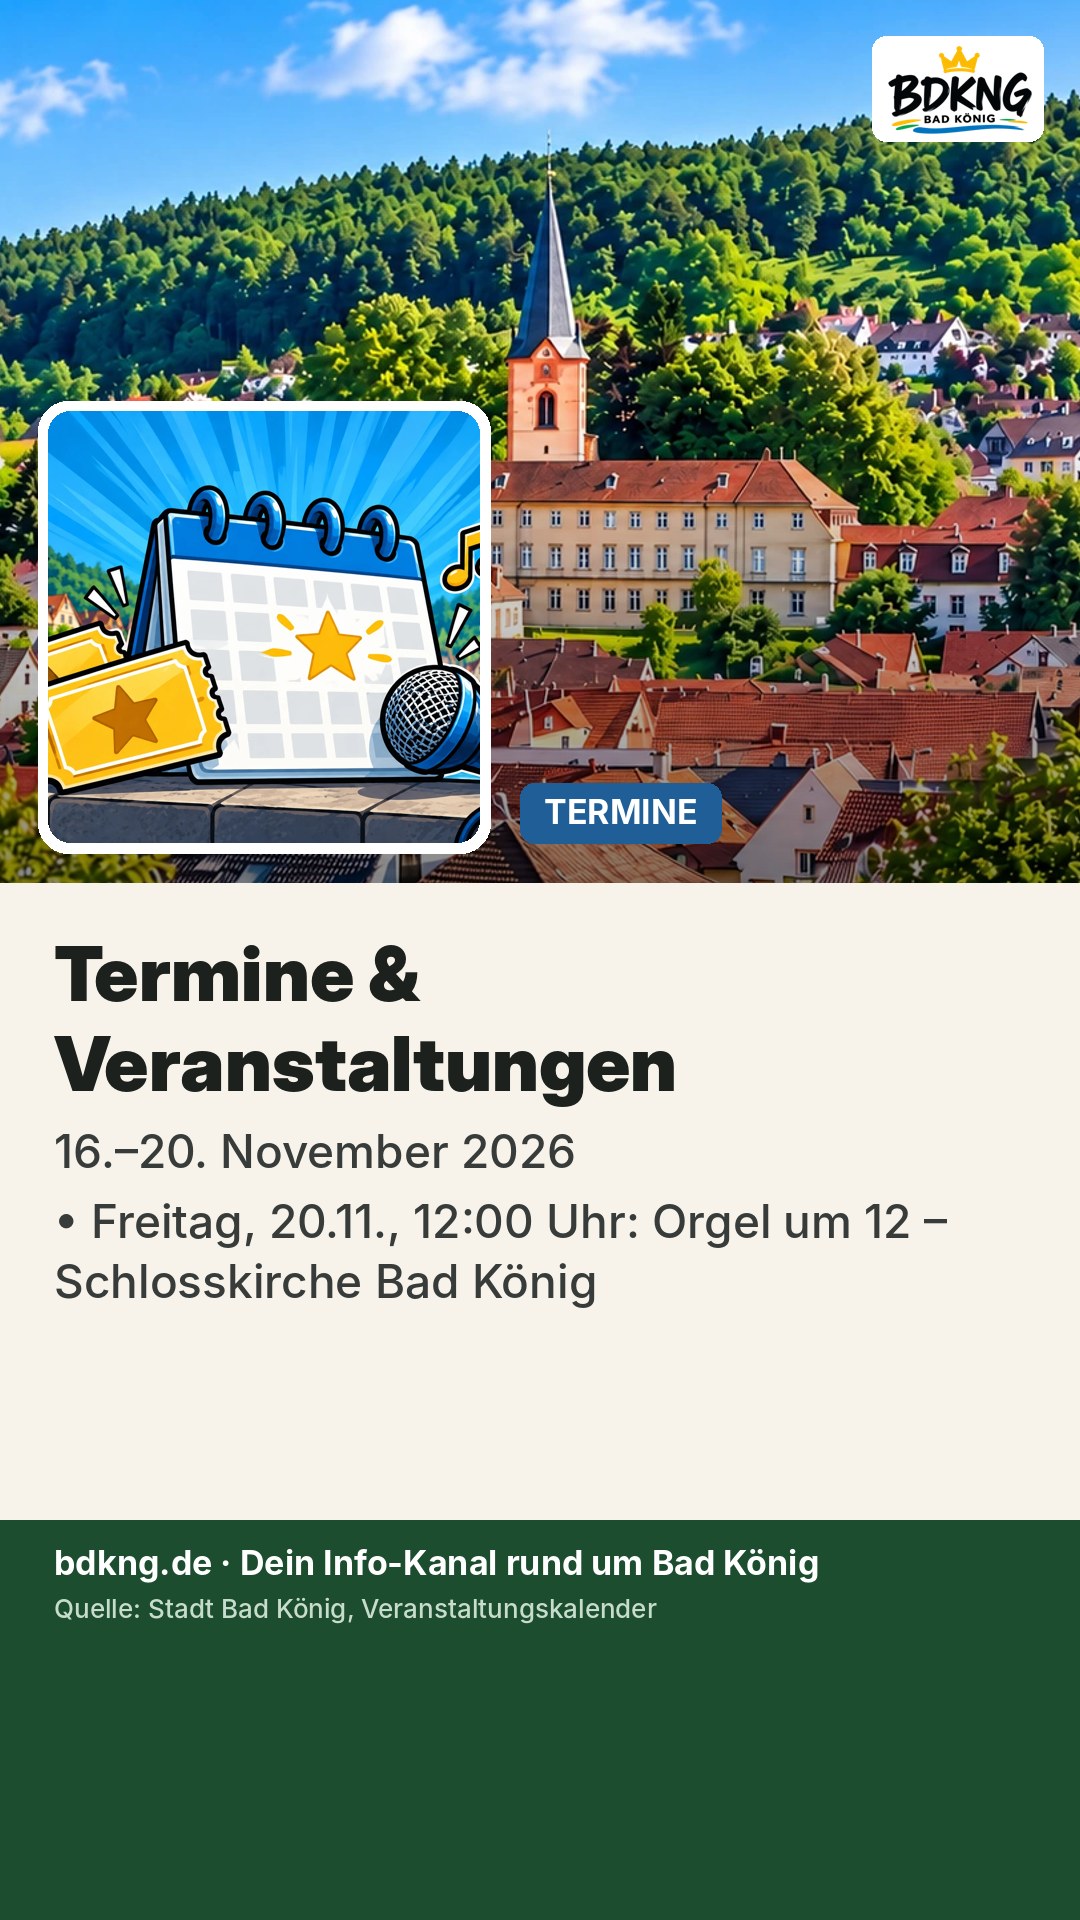 BDKNG
BAD KÖNIG
TERMINE
Termine &
Veranstaltungen
16.–20. November 2026
• Freitag, 20.11., 12:00 Uhr: Orgel um 12 –
Schlosskirche Bad König
bdkng.de · Dein Info-Kanal rund um Bad König
Quelle: Stadt Bad König, Veranstaltungskalender